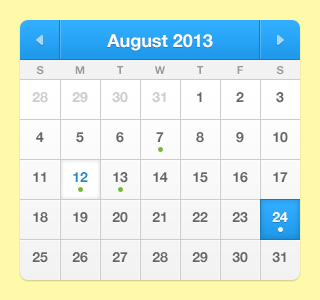 August 2013
S M T W T F S
28 29 30 31 1 2 3
4 5 6 7 8 9 10
11 12 13 14 15 16 17
18 19 20 21 22 23 24
25 26 27 28 29 30 31